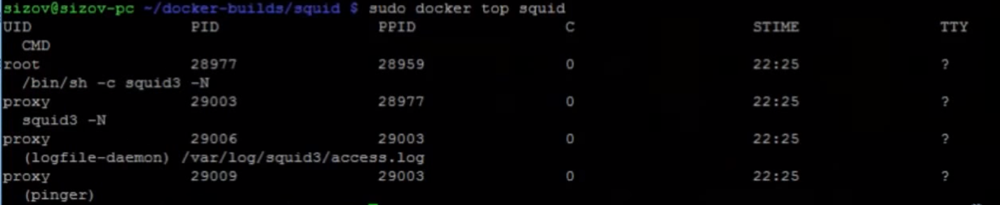 sizov@sizov-pc ~/docker-builds/squid $ sudo docker top squid
UID PID PPID C STIME TTY
CMD
root 28977 28959 0 22:25 ?
/bin/sh -c squid3 -N
proxy 29003 28977 0 22:25 ?
squid3 -N
proxy 29006 29003 0 22:25 ?
(logfile-daemon) /var/log/squid3/access.log
proxy 29009 29003 0 22:25 ?
(pinger)